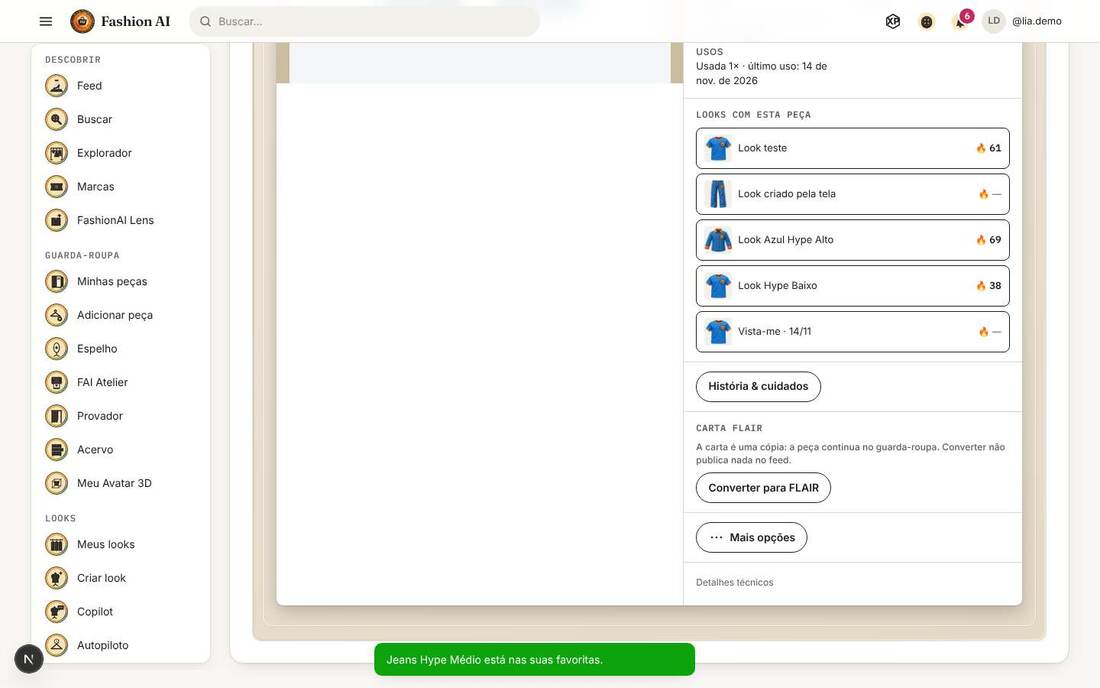 Fashion AI
Buscar...
XP
6
LD
@lia.demo
DESCOBRIR
Feed
Buscar
Explorador
Marcas
FashionAI Lens
GUARDA-ROUPA
Minhas peças
Adicionar peça
Espelho
FAI Atelier
Provador
Acervo
Meu Avatar 3D
LOOKS
Meus looks
Criar look
Copilot
Autopiloto
N
USOS
Usada 1× · último uso: 14 de
nov. de 2026
LOOKS COM ESTA PEÇA
Look teste
61
Look criado pela tela
—
Look Azul Hype Alto
69
Look Hype Baixo
38
Vista-me · 14/11
—
História & cuidados
CARTA FLAIR
A carta é uma cópia: a peça continua no guarda-roupa. Converter não
publica nada no feed.
Converter para FLAIR
··· Mais opções
Detalhes técnicos
Jeans Hype Médio está nas suas favoritas.